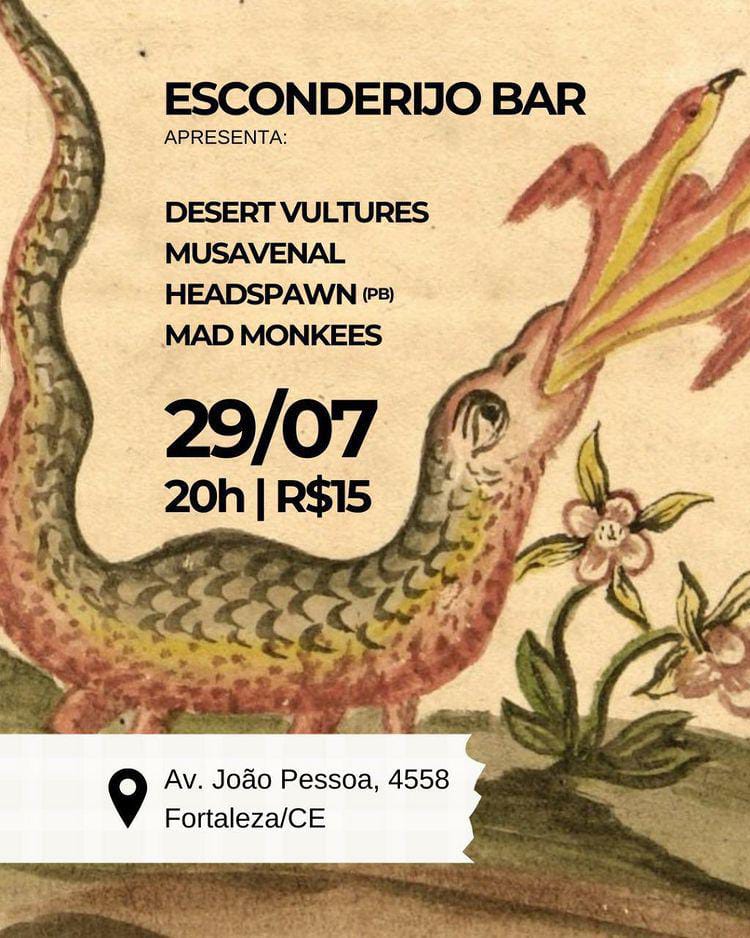 ESCONDERIJO BAR
APRESENTA:
DESERT VULTURES
MUSAVENAL
HEADSPAWN (PB)
MAD MONKEES
29/07
20h | R$15
Av. João Pessoa, 4558
Fortaleza/CE